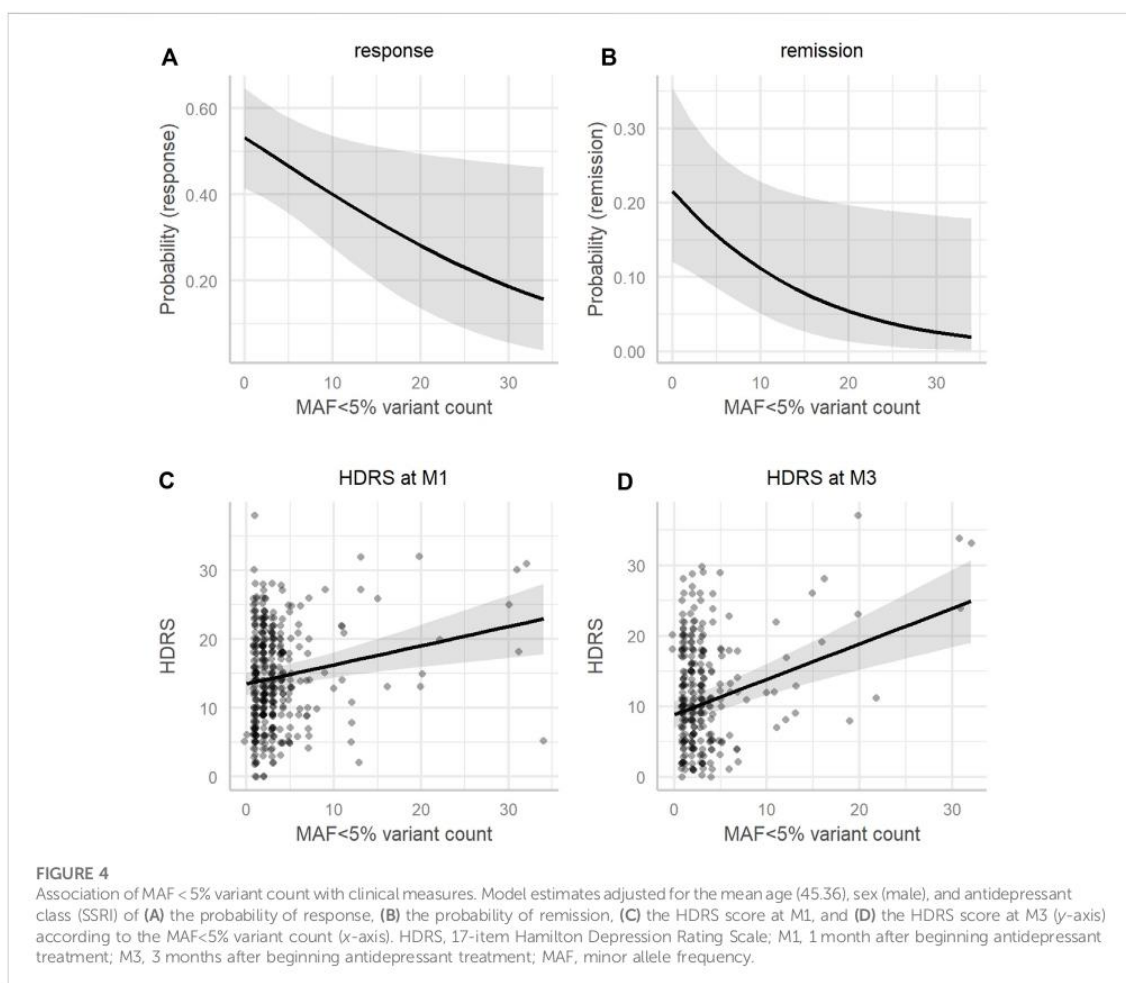 A
response
Probability (response)
0.60
0.40
0.20
0
10
20
30
MAF<5% variant count
B
remission
Probability (remission)
0.30
0.20
0.10
0.00
0
10
20
30
MAF<5% variant count
C
HDRS at M1
HDRS
30
20
10
0
0
10
20
30
MAF<5% variant count
D
HDRS at M3
HDRS
30
20
10
0
0
10
20
30
MAF<5% variant count
FIGURE 4
Association of MAF < 5% variant count with clinical measures. Model estimates adjusted for the mean age (45.36), sex (male), and antidepressant
class (SSRI) of (A) the probability of response, (B) the probability of remission, (C) the HDRS score at M1, and (D) the HDRS score at M3 (y-axis)
according to the MAF<5% variant count (x-axis). HDRS, 17-item Hamilton Depression Rating Scale; M1, 1 month after beginning antidepressant
treatment; M3, 3 months after beginning antidepressant treatment; MAF, minor allele frequency.